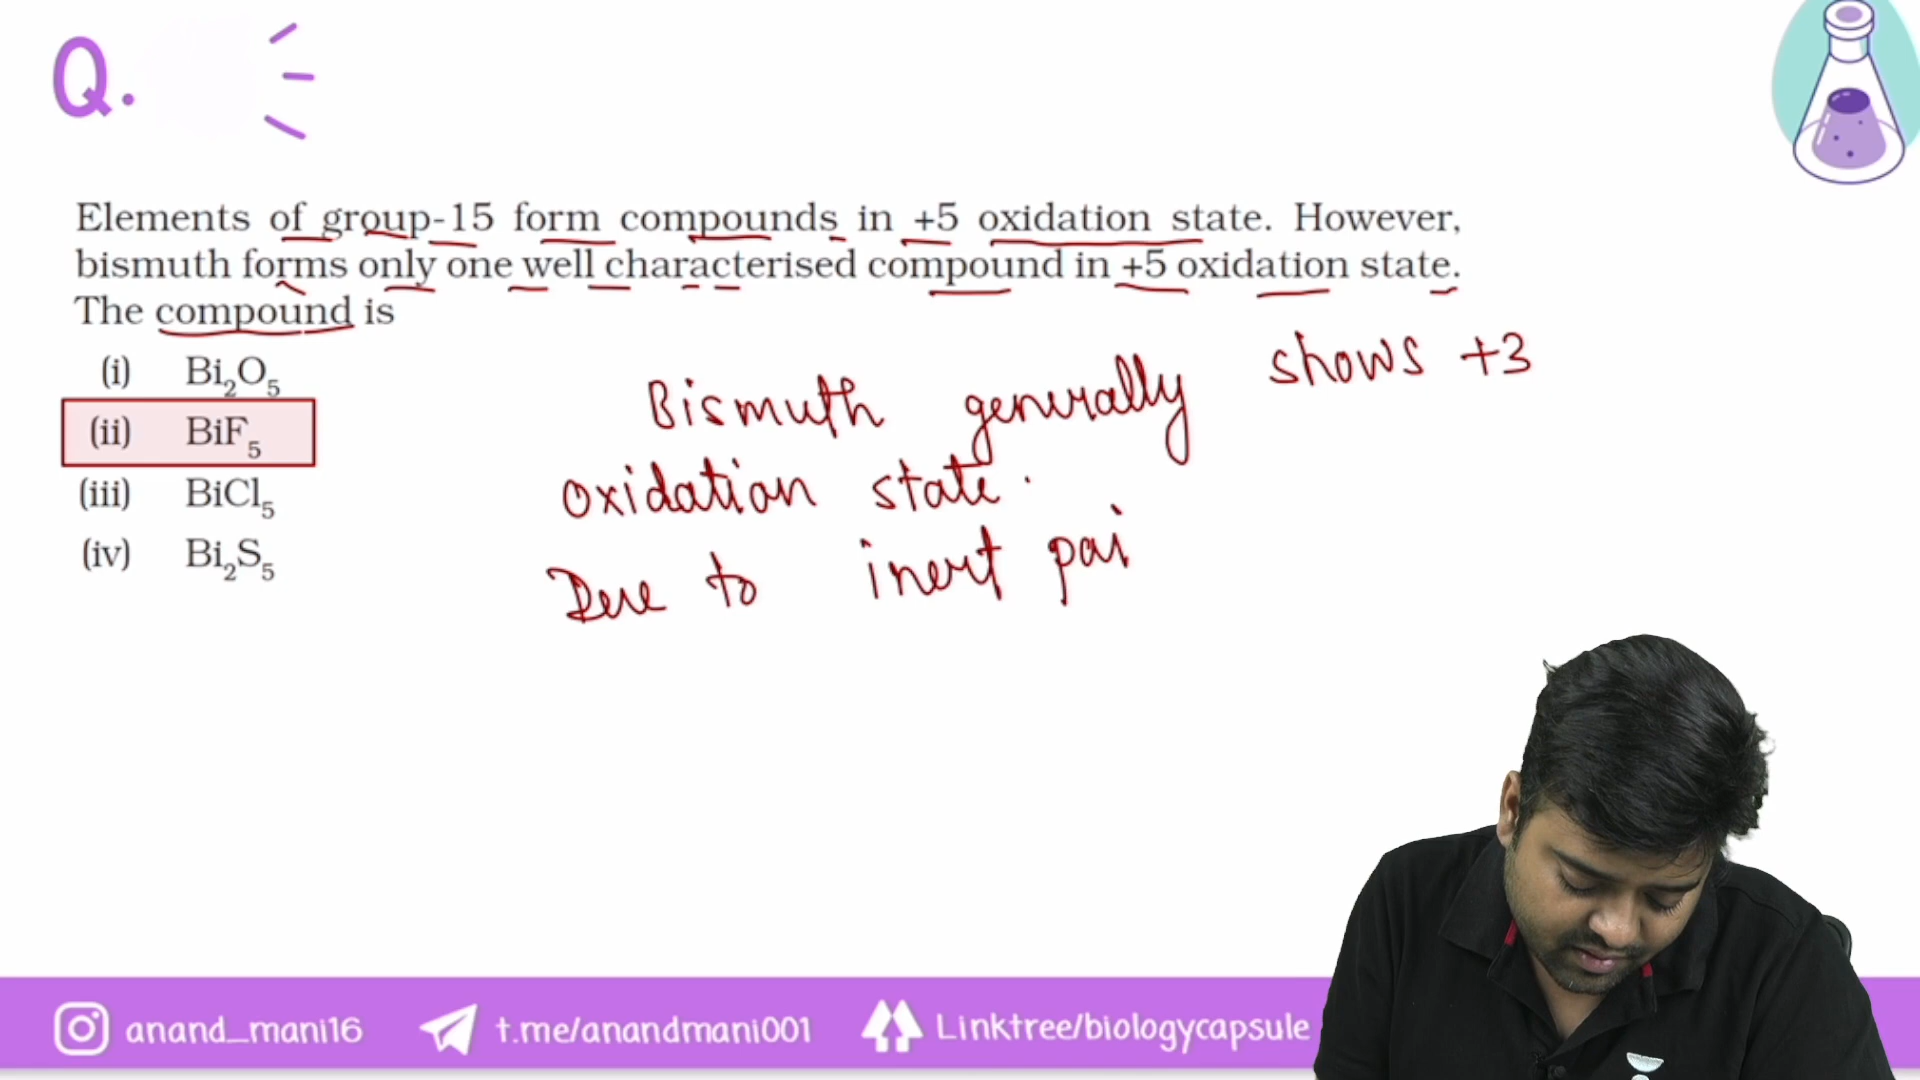 Q.
Elements of group-15 form compounds in +5 oxidation state. However,
bismuth forms only one well characterised compound in +5 oxidation state.
The compound is
(i) Bi₂O₅
(ii) BiF₅
(iii) BiCl₅
(iv) Bi₂S₅
Bismuth generally shows +3
oxidation state.
Due to inert pai
anand_mani16 t.me/anandmani001 Linktree/biologycapsule